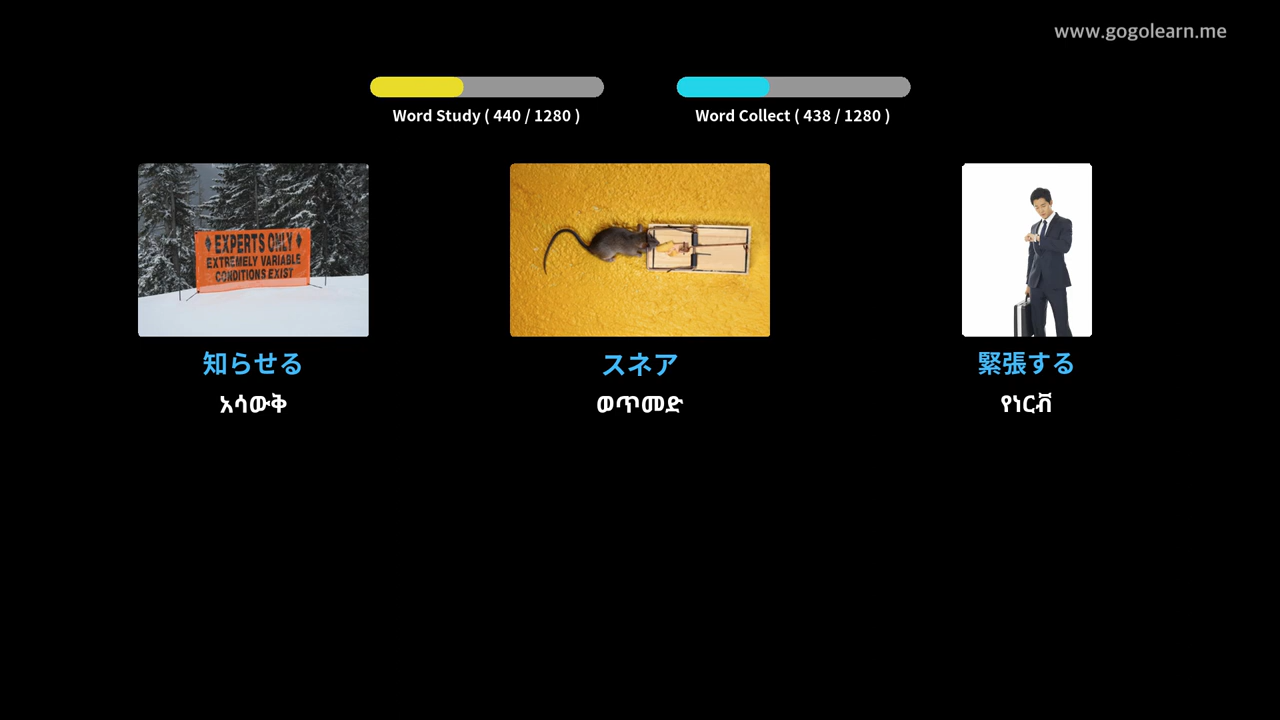 www.gogolearn.me
Word Study ( 440 / 1280 )
Word Collect ( 438 / 1280 )
EXPERTS ONLY
EXTREMELY VARIABLE
CONDITIONS EXIST
知らせる
スネア
緊張する
አሳውቅ
ወጥመድ
የነርቭ